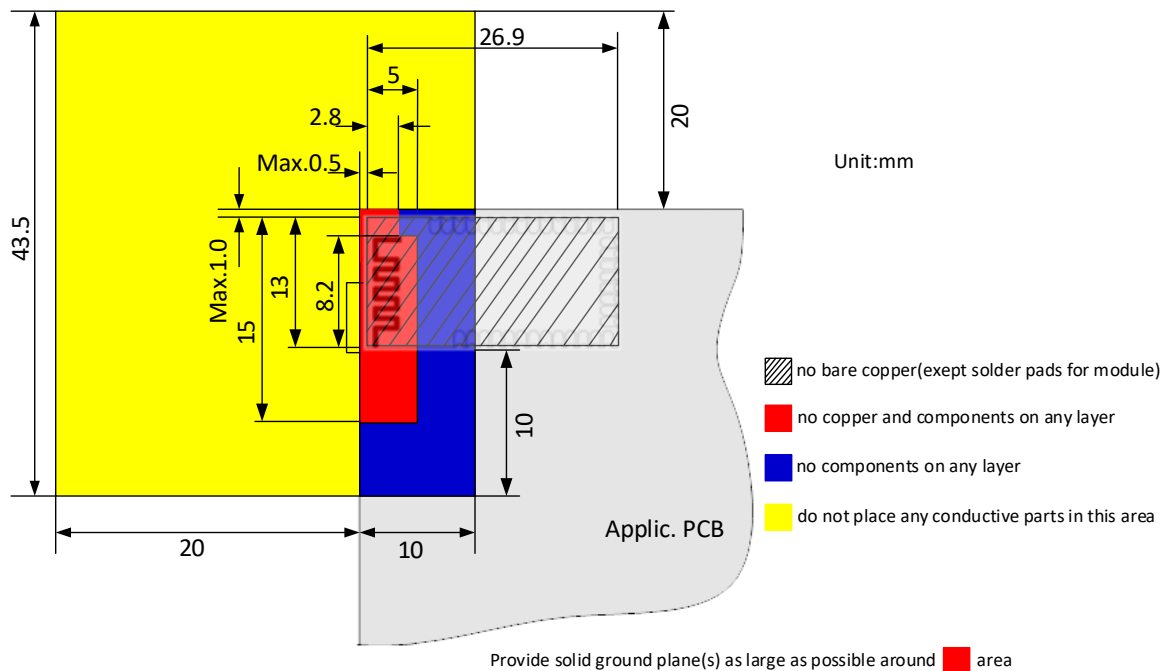 26.9
5
2.8
Max.0.5
20
Unit:mm
43.5
Max.1.0
15
13
8.2
10
no bare copper(exept solder pads for module)
no copper and components on any layer
no components on any layer
do not place any conductive parts in this area
Applic. PCB
20
10
Provide solid ground plane(s) as large as possible around area